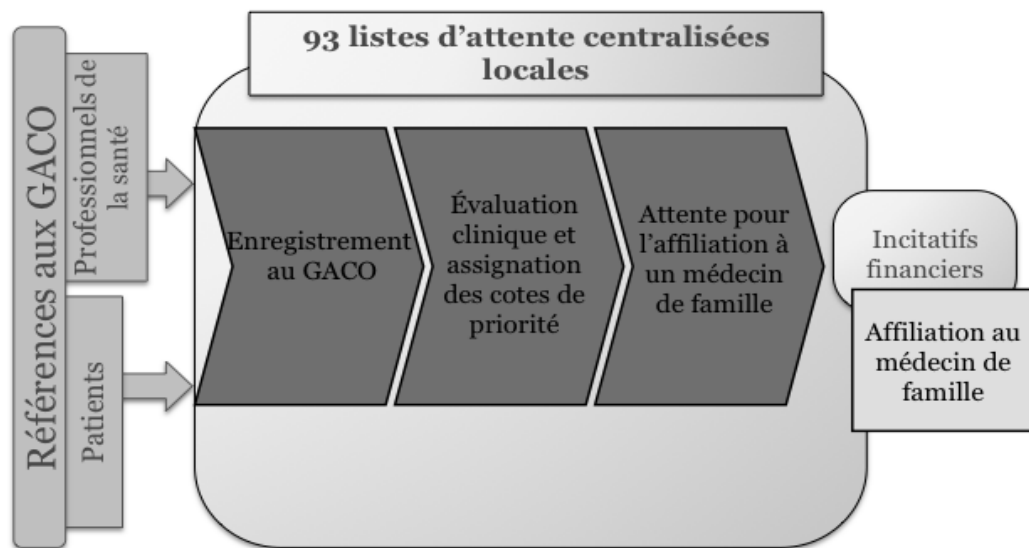 93 listes d'attente centralisées
locales
Références aux GACO
Professionnels de
la santé
Patients
Enregistrement
au GACO
Évaluation
clinique et
assignation
des cotes de
priorité
Attente pour
l'affiliation à
un médecin
de famille
Incitatifs
financiers
Affiliation au
médecin de
famille